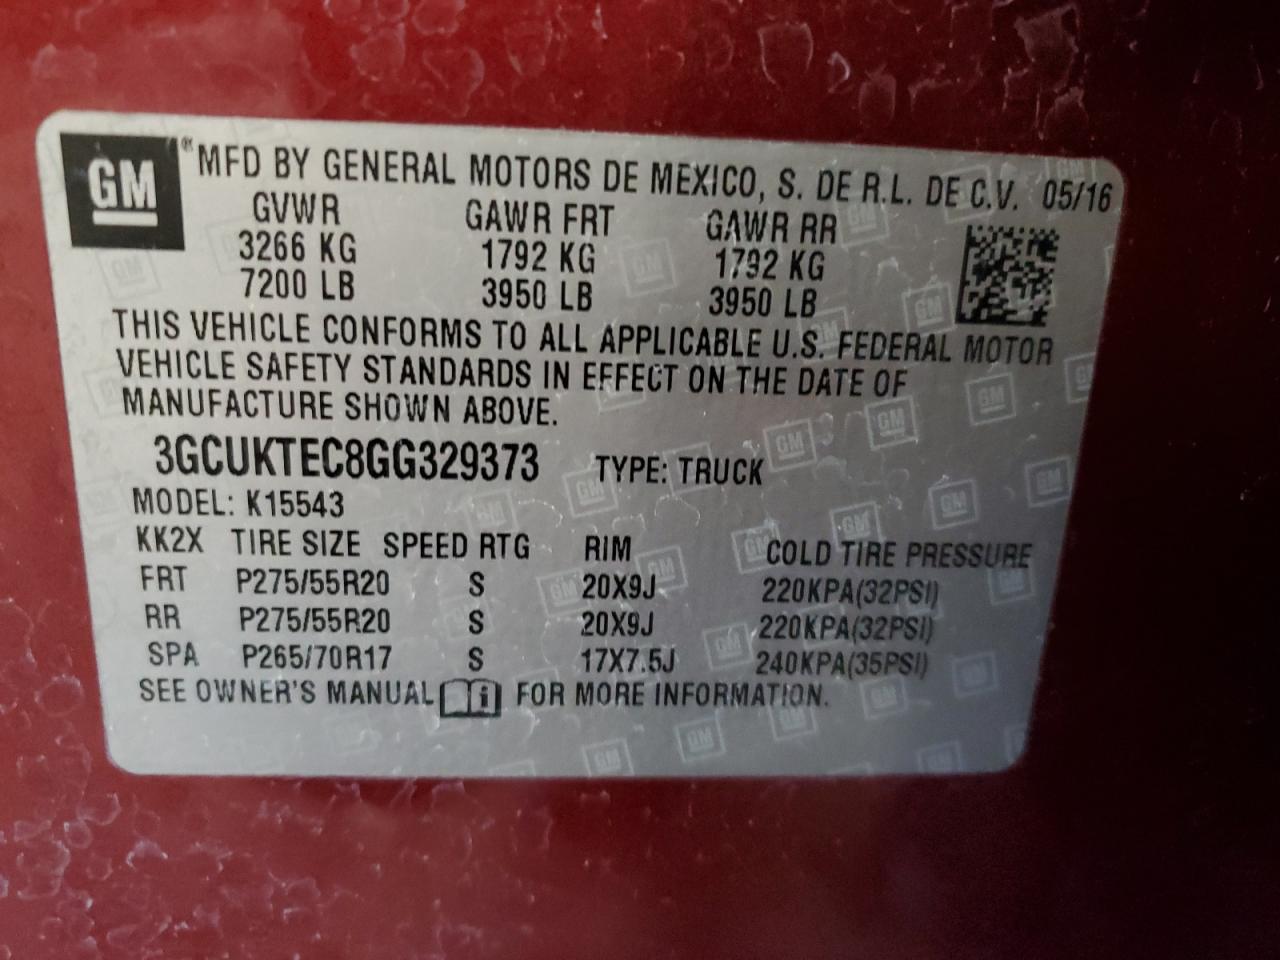 GM® MFD BY GENERAL MOTORS DE MEXICO, S. DE R.L. DE C.V. 05/16
GVWR GAWR FRT GAWR RR
3266 KG 1792 KG 1792 KG
7200 LB 3950 LB 3950 LB
THIS VEHICLE CONFORMS TO ALL APPLICABLE U.S. FEDERAL MOTOR
VEHICLE SAFETY STANDARDS IN EFFECT ON THE DATE OF
MANUFACTURE SHOWN ABOVE.
3GCUKTEC8GG329373 TYPE: TRUCK
MODEL: K15543
KK2X TIRE SIZE SPEED RTG RIM COLD TIRE PRESSURE
FRT P275/55R20 S 20X9J 220KPA(32PSI)
RR P275/55R20 S 20X9J 220KPA(32PSI)
SPA P265/70R17 S 17X7.5J 240KPA(35PSI)
SEE OWNER'S MANUAL i FOR MORE INFORMATION.